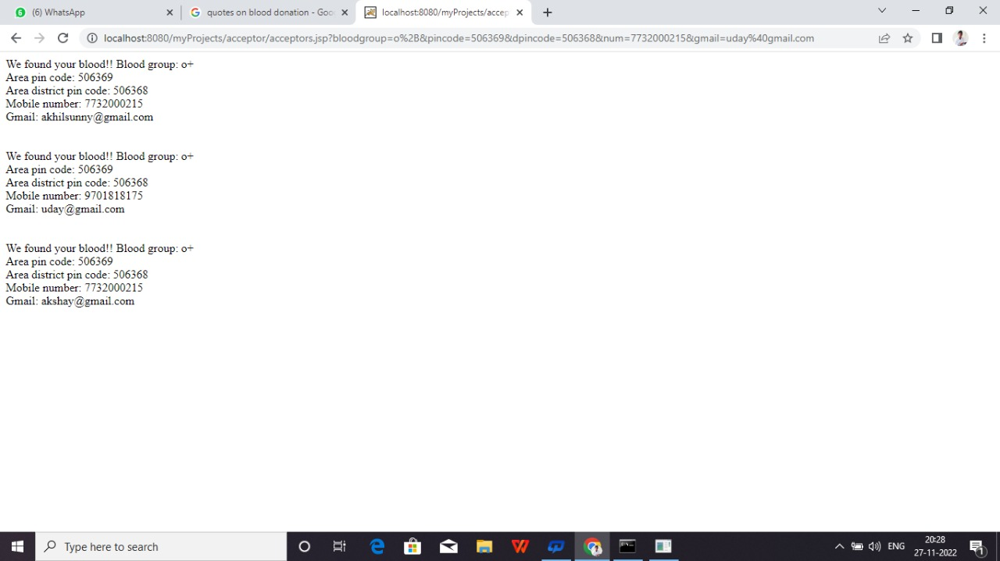 6
(6) WhatsApp
quotes on blood donation - Goo
localhost:8080/myProjects/accep
localhost:8080/myProjects/acceptor/acceptors.jsp?bloodgroup=o%2B&pincode=506369&dpincode=506368&num=7732000215&gmail=uday%40gmail.com
We found your blood!! Blood group: o+
Area pin code: 506369
Area district pin code: 506368
Mobile number: 7732000215
Gmail: akhilsunny@gmail.com
We found your blood!! Blood group: o+
Area pin code: 506369
Area district pin code: 506368
Mobile number: 9701818175
Gmail: uday@gmail.com
We found your blood!! Blood group: o+
Area pin code: 506369
Area district pin code: 506368
Mobile number: 7732000215
Gmail: akshay@gmail.com
Type here to search
ENG
20:28
27-11-2022
1